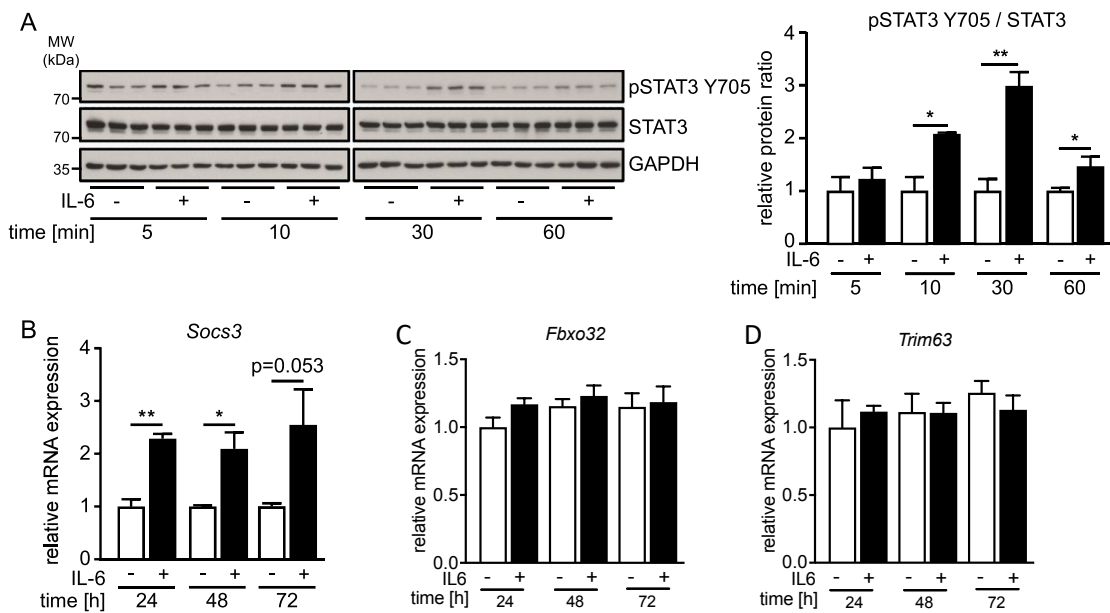 A
MW
(kDa)
70
70
35
pSTAT3 Y705
STAT3
GAPDH
IL-6 - + - + - + - +
time [min] 5 10 30 60
pSTAT3 Y705 / STAT3
relative protein ratio
4
3
2
1
0
* ** *
IL-6 - + - + - + - +
time [min] 5 10 30 60
B
Socs3
relative mRNA expression
4
3
2
1
0
** * p=0.053
IL-6 - + - + - +
time [h] 24 48 72
C
Fbxo32
relative mRNA expression
1.5
1.0
0.5
0.0
IL6 - + - + - +
time [h] 24 48 72
D
Trim63
relative mRNA expression
1.5
1.0
0.5
0.0
IL6 - + - + - +
time [h] 24 48 72